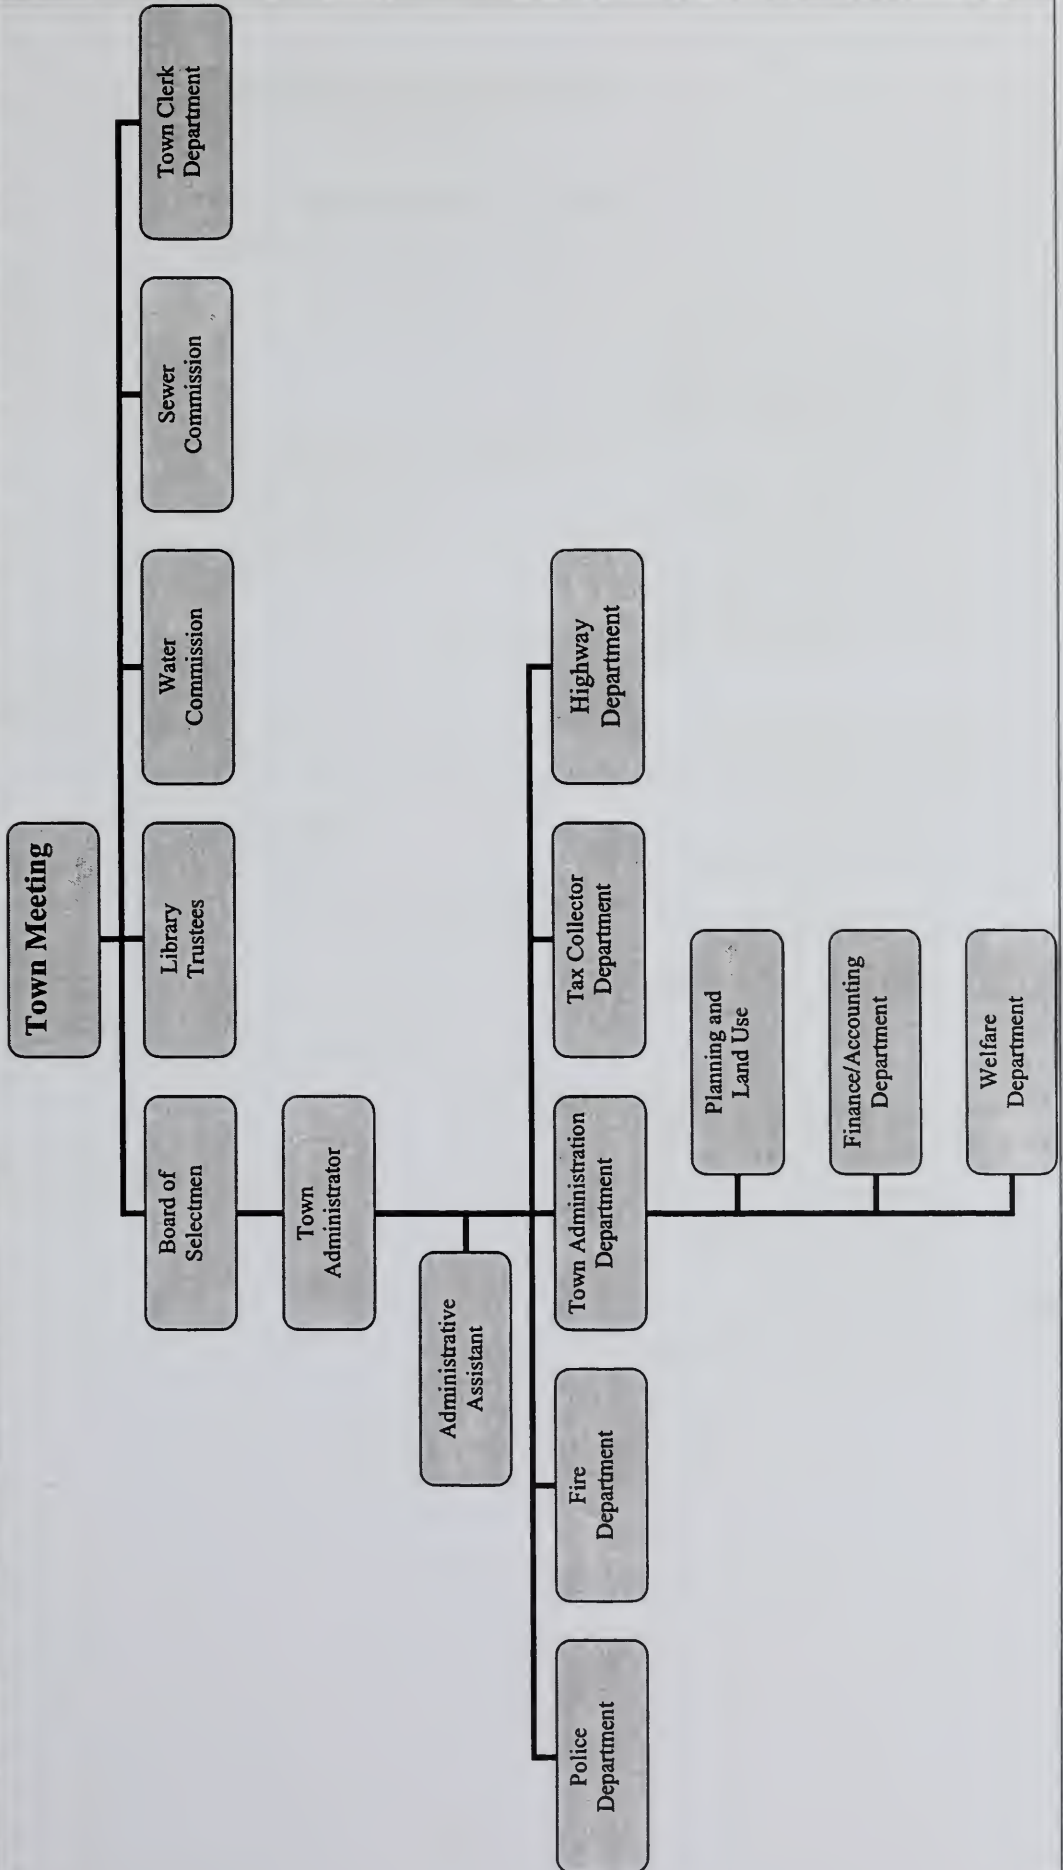 Town Meeting
Board of
Selectmen
Library
Trustees
Water
Commission
Sewer
Commission
Town Clerk
Department
Town
Administrator
Administrative
Assistant
Police
Department
Fire
Department
Town Administration
Department
Tax Collector
Department
Highway
Department
Planning and
Land Use
Finance/Accounting
Department
Welfare
Department